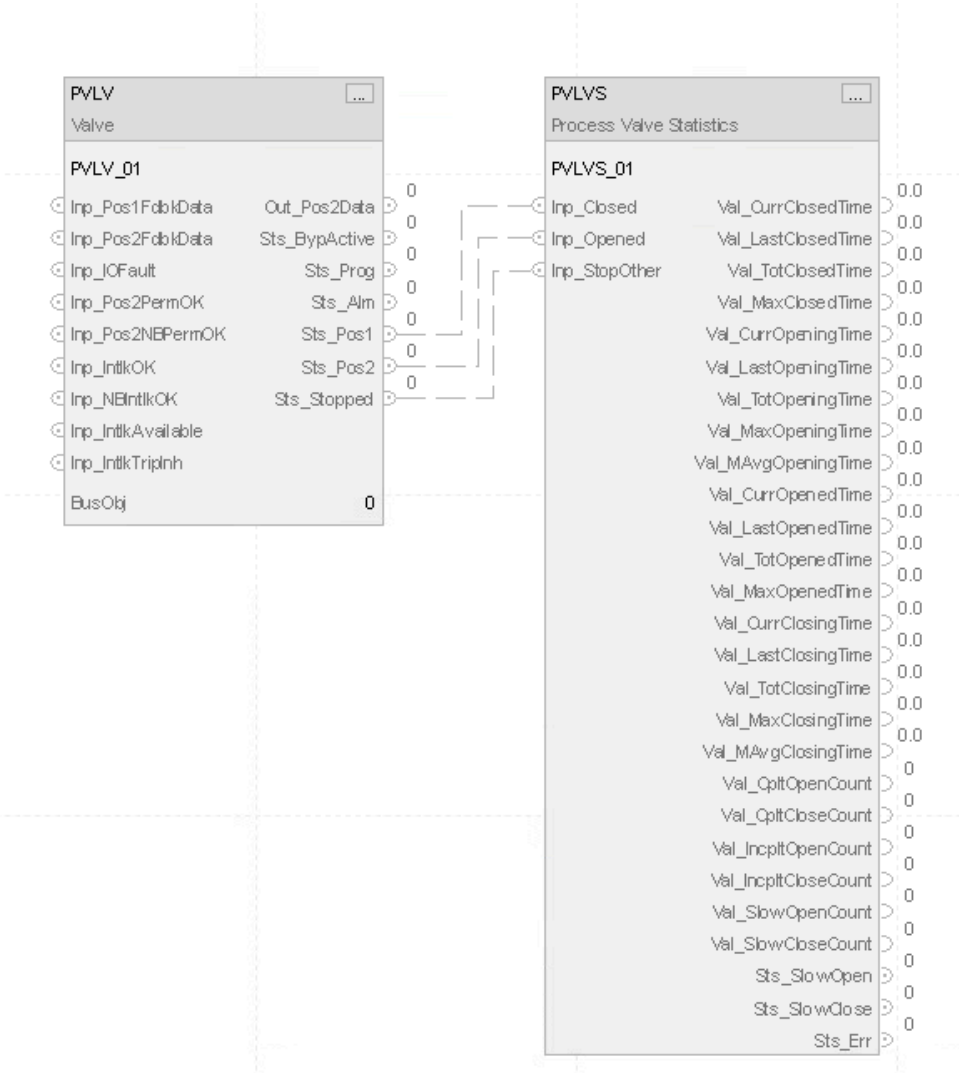 PVLV
...
Valve
PVLV_01
Inp_Pos1FdbkData
Out_Pos2Data
0
Inp_Pos2FdbkData
Sts_BypActive
0
Inp_IOFault
Sts_Prog
0
Inp_Pos2PermOK
Sts_Alm
0
Inp_Pos2NBPermOK
Sts_Pos1
0
Inp_IntlkOK
Sts_Pos2
0
Inp_NBIntlkOK
Sts_Stopped
0
Inp_IntlkAvailable
Inp_IntlkTripInh
BusObj
0
PVLVS
...
Process Valve Statistics
PVLVS_01
Inp_Closed
Val_CurrClosedTime
0.0
Inp_Opened
Val_LastClosedTime
0.0
Inp_StopOther
Val_TotClosedTime
0.0
Val_MaxClosedTime
0.0
Val_CurrOpeningTime
0.0
Val_LastOpeningTime
0.0
Val_TotOpeningTime
0.0
Val_MaxOpeningTime
0.0
Val_MAvgOpeningTime
0.0
Val_CurrOpenedTime
0.0
Val_LastOpenedTime
0.0
Val_TotOpenedTime
0.0
Val_MaxOpenedTime
0.0
Val_CurrClosingTime
0.0
Val_LastClosingTime
0.0
Val_TotClosingTime
0.0
Val_MaxClosingTime
0.0
Val_MAvgClosingTime
0.0
Val_CpltOpenCount
0
Val_CpltCloseCount
0
Val_IncpltOpenCount
0
Val_IncpltCloseCount
0
Val_SlowOpenCount
0
Val_SlowCloseCount
0
Sts_SlowOpen
0
Sts_SlowClose
0
Sts_Err
0